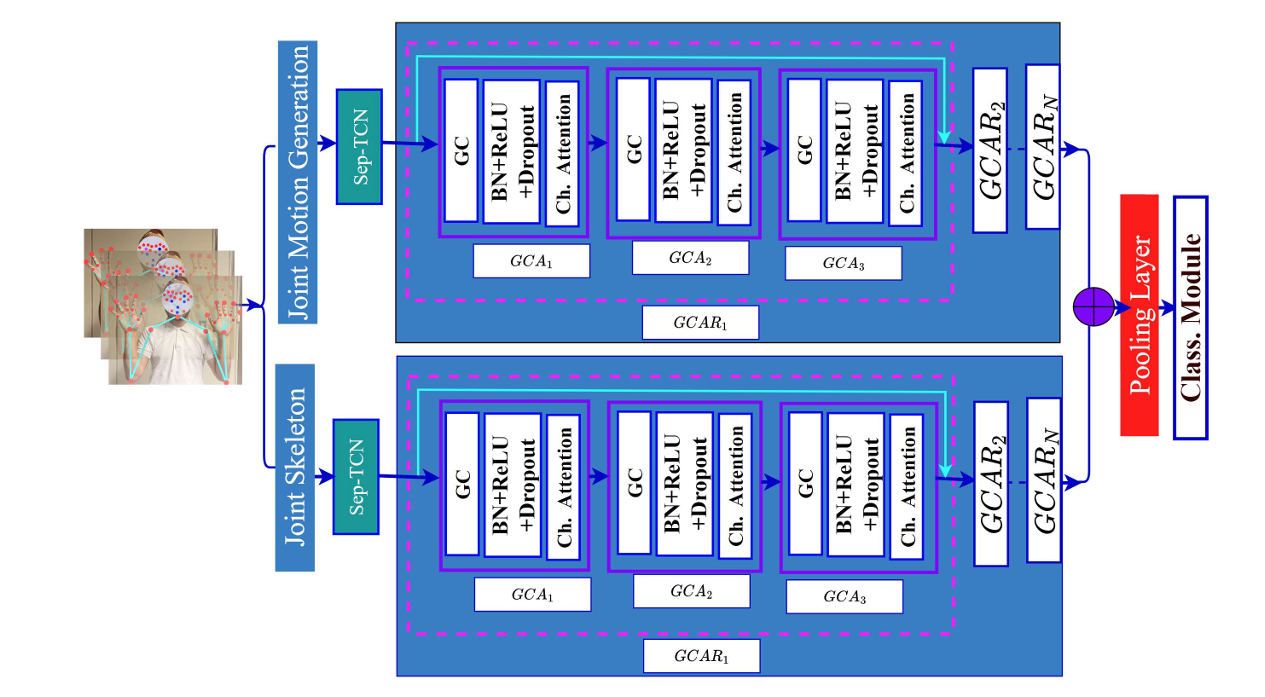 Joint Motion Generation
Sep-TCN
GC
BN+ReLU
+Dropout
Ch. Attention
GC
BN+ReLU
+Dropout
Ch. Attention
GC
BN+ReLU
+Dropout
Ch. Attention
GCA₁
GCA₂
GCA₃
GCAR₁
GCAR₂
GCAR_N
Joint Skeleton
Sep-TCN
GC
BN+ReLU
+Dropout
Ch. Attention
GC
BN+ReLU
+Dropout
Ch. Attention
GC
BN+ReLU
+Dropout
Ch. Attention
GCA₁
GCA₂
GCA₃
GCAR₁
GCAR₂
GCAR_N
Pooling Layer
Class. Module